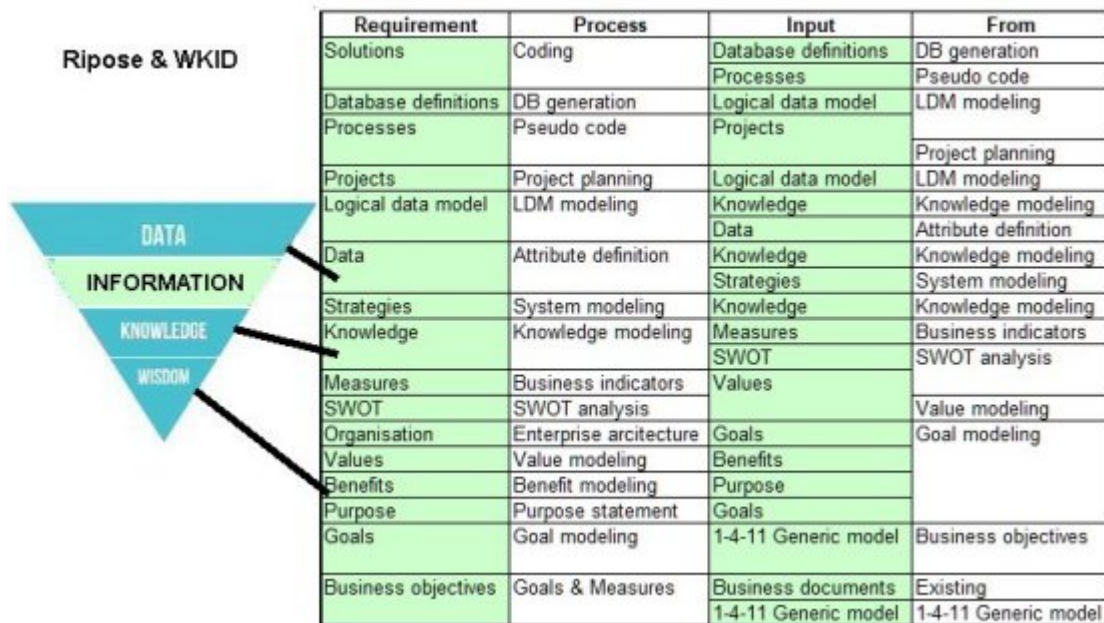 Ripose & WKID
DATA
INFORMATION
KNOWLEDGE
WISDOM
Requirement Process Input From
Solutions Coding Database definitions DB generation
Processes Pseudo code
Database definitions DB generation Logical data model LDM modeling
Processes Pseudo code Projects
Project planning
Projects Project planning Logical data model LDM modeling
Logical data model LDM modeling Knowledge Knowledge modeling
Data Attribute definition
Data Attribute definition Knowledge Knowledge modeling
Strategies System modeling
Strategies System modeling Knowledge Knowledge modeling
Knowledge Knowledge modeling Measures Business indicators
SWOT SWOT analysis
Measures Business indicators Values
SWOT SWOT analysis Value modeling
Organisation Enterprise arcitecture Goals Goal modeling
Values Value modeling Benefits
Benefits Benefit modeling Purpose
Purpose Purpose statement Goals
Goals Goal modeling 1-4-11 Generic model Business objectives
Business objectives Goals & Measures Business documents Existing
1-4-11 Generic model 1-4-11 Generic model